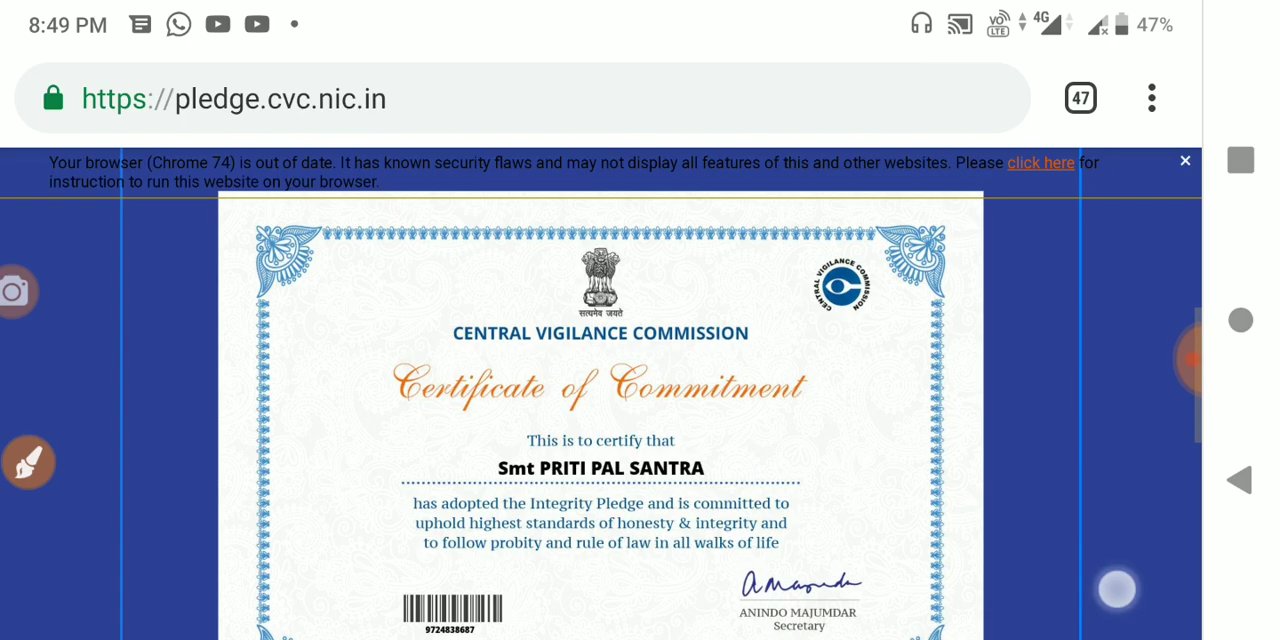 8:49 PM
VO
LTE
4G
47%
https://pledge.cvc.nic.in
47
Your browser (Chrome 74) is out of date. It has known security flaws and may not display all features of this and other websites. Please click here for
instruction to run this website on your browser.
सत्यमेव जयते
CENTRAL VIGILANCE COMMISSION
CENTRAL VIGILANCE COMMISSION
Certificate of Commitment
This is to certify that
Smt PRITI PAL SANTRA
has adopted the Integrity Pledge and is committed to
uphold highest standards of honesty & integrity and
to follow probity and rule of law in all walks of life
9724838687
ANINDO MAJUMDAR
Secretary